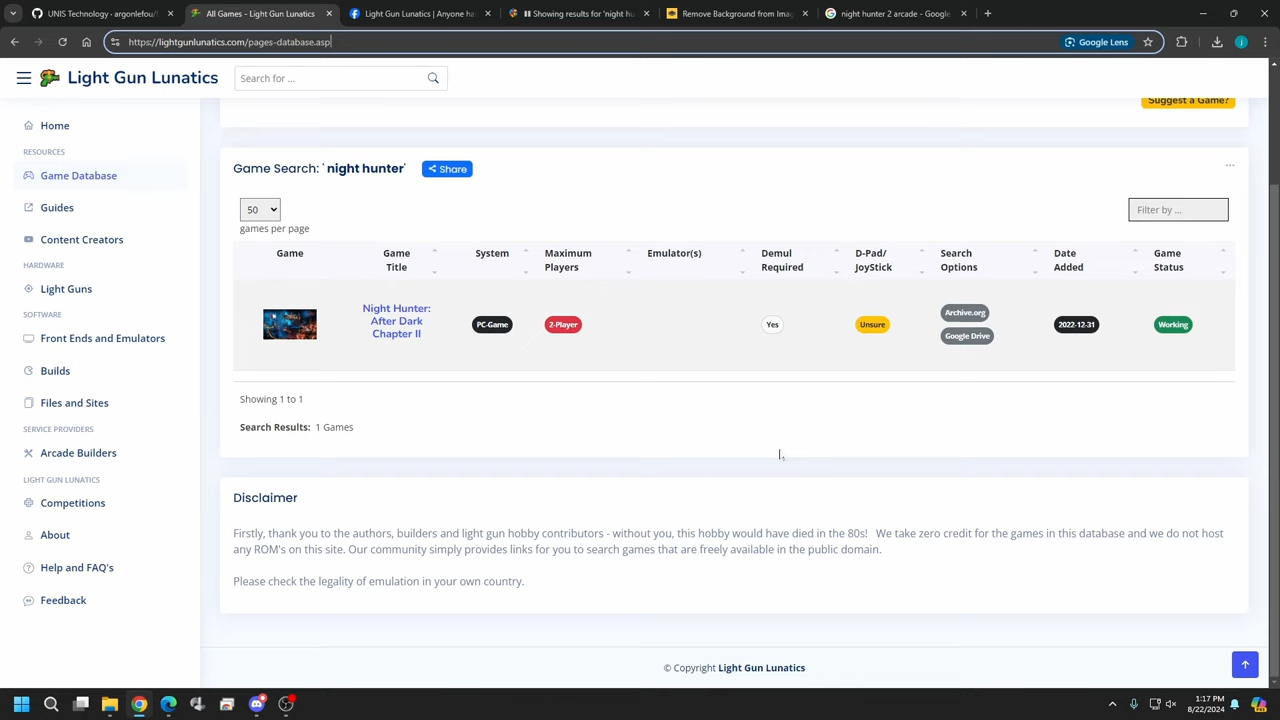 UNIS Technology - argonlefou/
All Games - Light Gun Lunatics
Light Gun Lunatics | Anyone ha
Showing results for 'night hu
Remove Background from Imag
night hunter 2 arcade - Google
https://lightgunlunatics.com/pages-database.asp
Google Lens
Light Gun Lunatics
Search for ...
Suggest a Game?
Home
RESOURCES
Game Database
Guides
Content Creators
HARDWARE
Light Guns
SOFTWARE
Front Ends and Emulators
Builds
Files and Sites
SERVICE PROVIDERS
Arcade Builders
LIGHT GUN LUNATICS
Competitions
About
Help and FAQ's
Feedback
Game Search: ' night hunter'
Share
50
games per page
Filter by ...
Game
Game
Title
System
Maximum
Players
Emulator(s)
Demul
Required
D-Pad/
JoyStick
Search
Options
Date
Added
Game
Status
Night Hunter:
After Dark
Chapter II
PC-Game
2-Player
Yes
Unsure
Archive.org
Google Drive
2022-12-31
Working
Showing 1 to 1
Search Results: 1 Games
Disclaimer
Firstly, thank you to the authors, builders and light gun hobby contributors - without you, this hobby would have died in the 80s! We take zero credit for the games in this database and we do not host
any ROM's on this site. Our community simply provides links for you to search games that are freely available in the public domain.
Please check the legality of emulation in your own country.
© Copyright Light Gun Lunatics
1:17 PM
8/22/2024